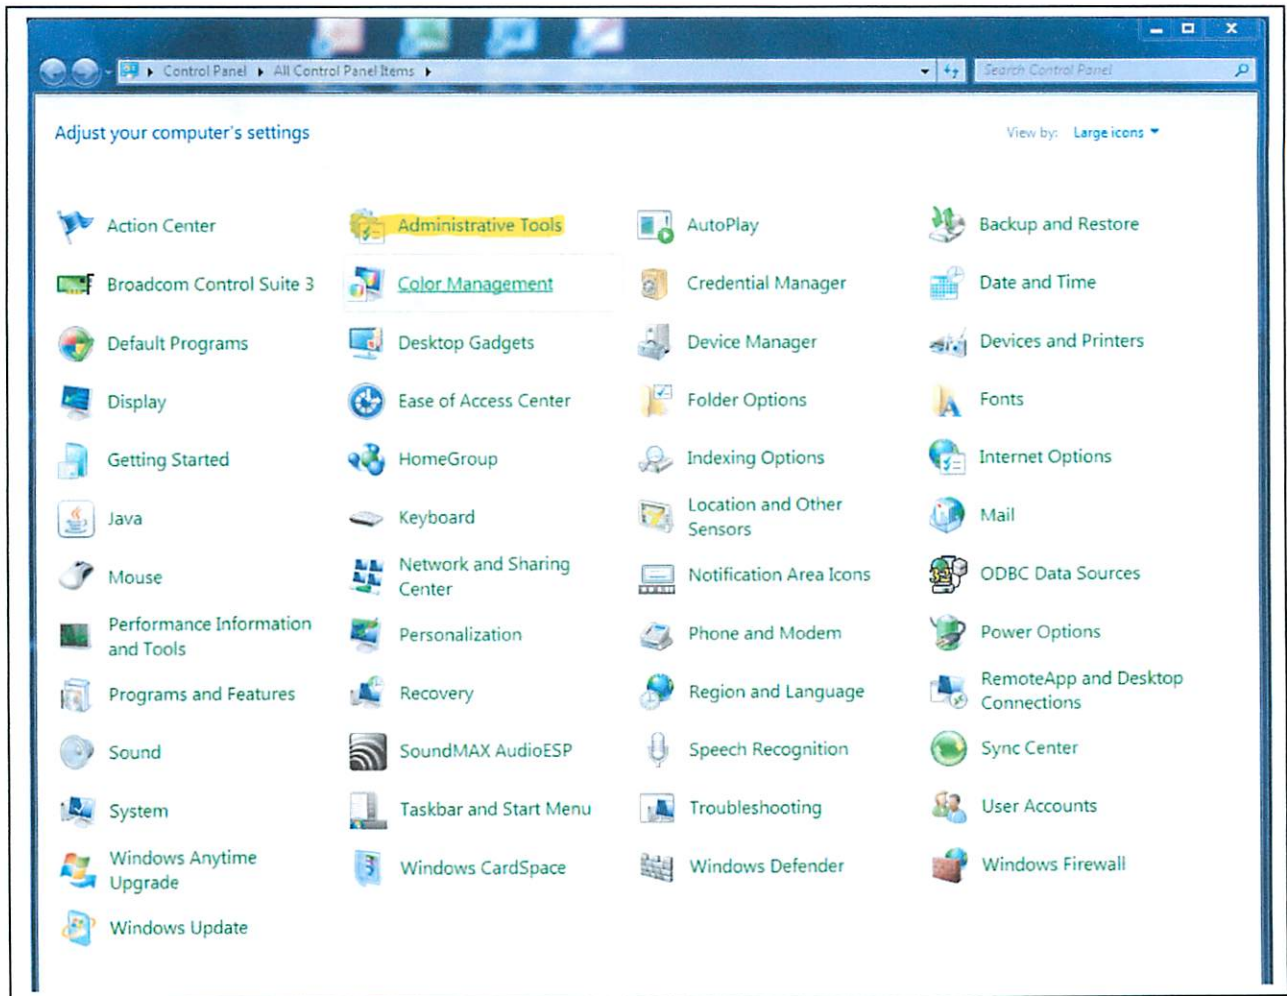 Control Panel ▸ All Control Panel Items ▸
Search Control Panel
Adjust your computer's settings
View by: Large icons
Action Center
Administrative Tools
AutoPlay
Backup and Restore
Broadcom Control Suite 3
Color Management
Credential Manager
Date and Time
Default Programs
Desktop Gadgets
Device Manager
Devices and Printers
Display
Ease of Access Center
Folder Options
Fonts
Getting Started
HomeGroup
Indexing Options
Internet Options
Java
Keyboard
Location and Other
Sensors
Mail
Mouse
Network and Sharing
Center
Notification Area Icons
ODBC Data Sources
Performance Information
and Tools
Personalization
Phone and Modem
Power Options
Programs and Features
Recovery
Region and Language
RemoteApp and Desktop
Connections
Sound
SoundMAX AudioESP
Speech Recognition
Sync Center
System
Taskbar and Start Menu
Troubleshooting
User Accounts
Windows Anytime
Upgrade
Windows CardSpace
Windows Defender
Windows Firewall
Windows Update